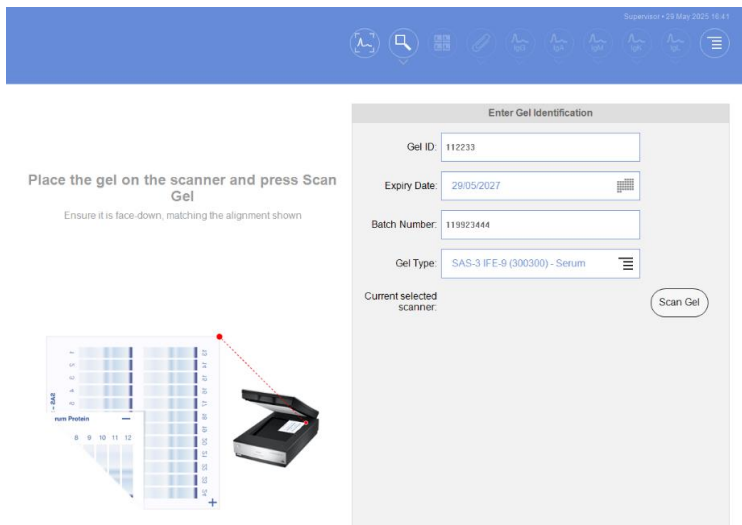 Supervisor • 29 May 2025 16:41
Enter Gel Identification
Gel ID: 112233
Place the gel on the scanner and press Scan
Gel
Ensure it is face-down, matching the alignment shown
Expiry Date: 29/05/2027
Batch Number: 119923444
Gel Type: SAS-3 IFE-9 (300300) - Serum
Current selected
scanner:
Scan Gel
rum Protein
8 9 10 11 12